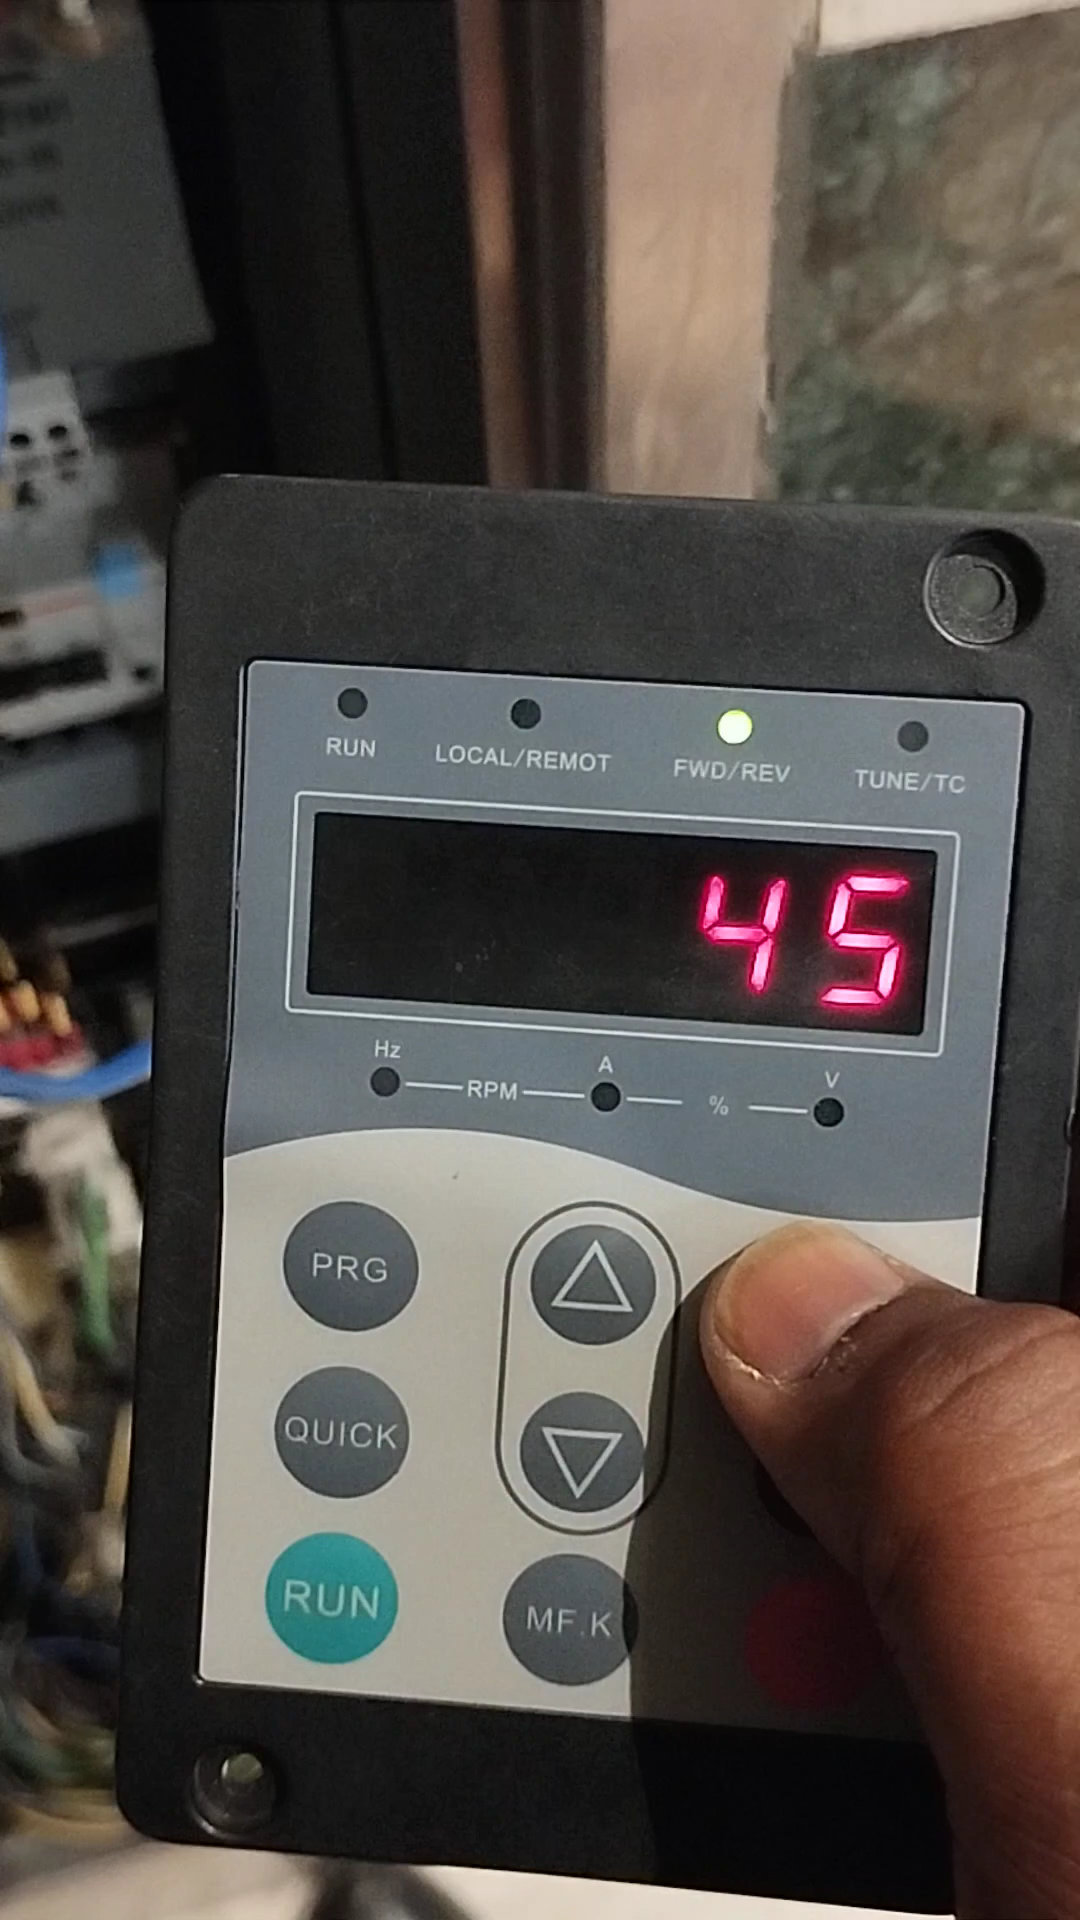 RUN LOCAL/REMOT FWD/REV TUNE/TC
45
Hz RPM A % V
PRG
QUICK
RUN MF.K